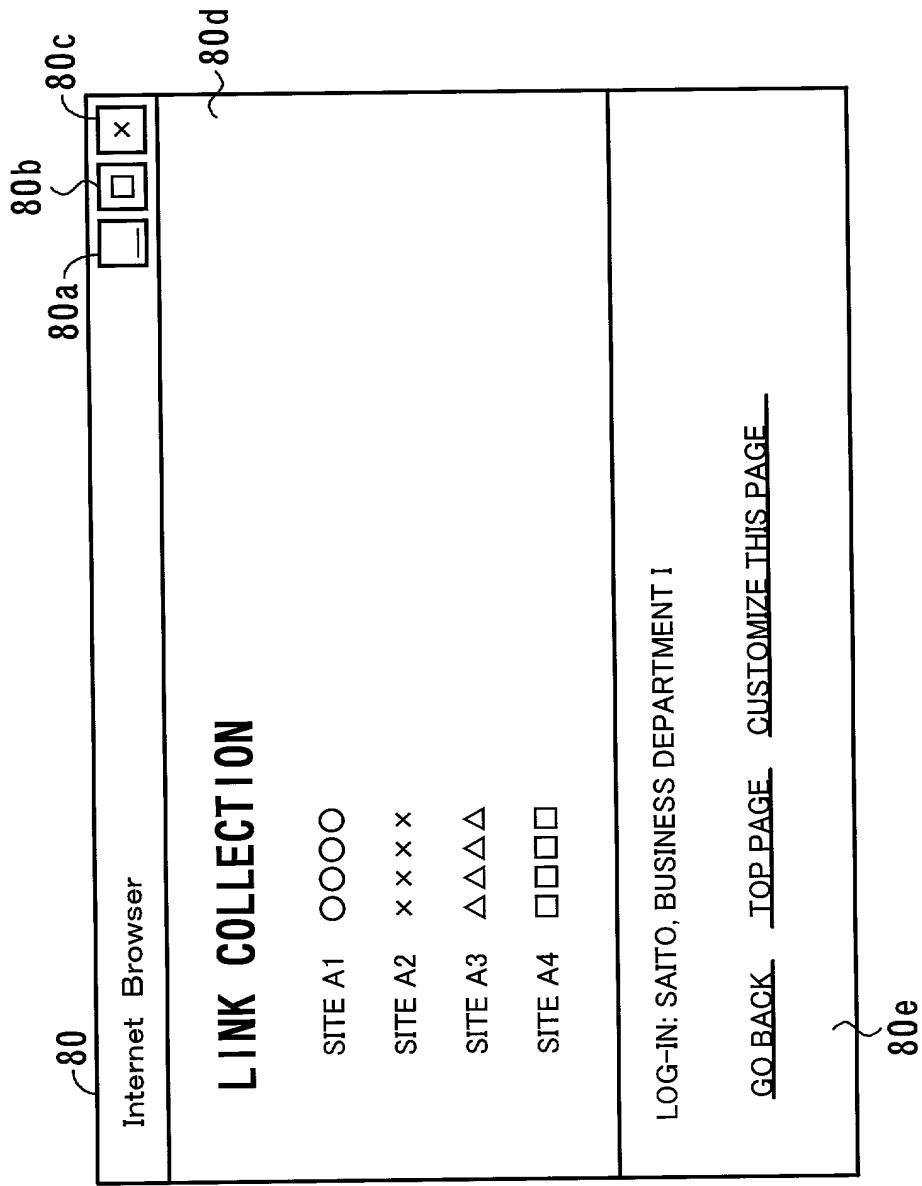 80
80a
80b
80c
Internet Browser
×
80d
LINK COLLECTION
SITE A1 ○○○○
SITE A2 ××××
SITE A3 △△△△
SITE A4 □□□□
LOG-IN: SAITO, BUSINESS DEPARTMENT I
GO BACK TOP PAGE CUSTOMIZE THIS PAGE
80e